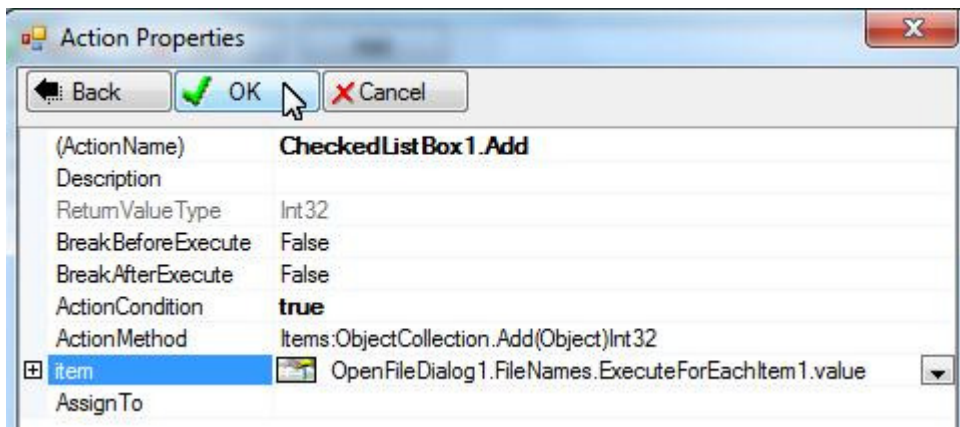 Action Properties
Back OK Cancel
(ActionName) CheckedListBox1.Add
Description
ReturnValueType Int32
BreakBeforeExecute False
BreakAfterExecute False
ActionCondition true
ActionMethod Items:ObjectCollection.Add(Object)Int32
item OpenFileDialog1.FileNames.ExecuteForEachItem1.value
AssignTo